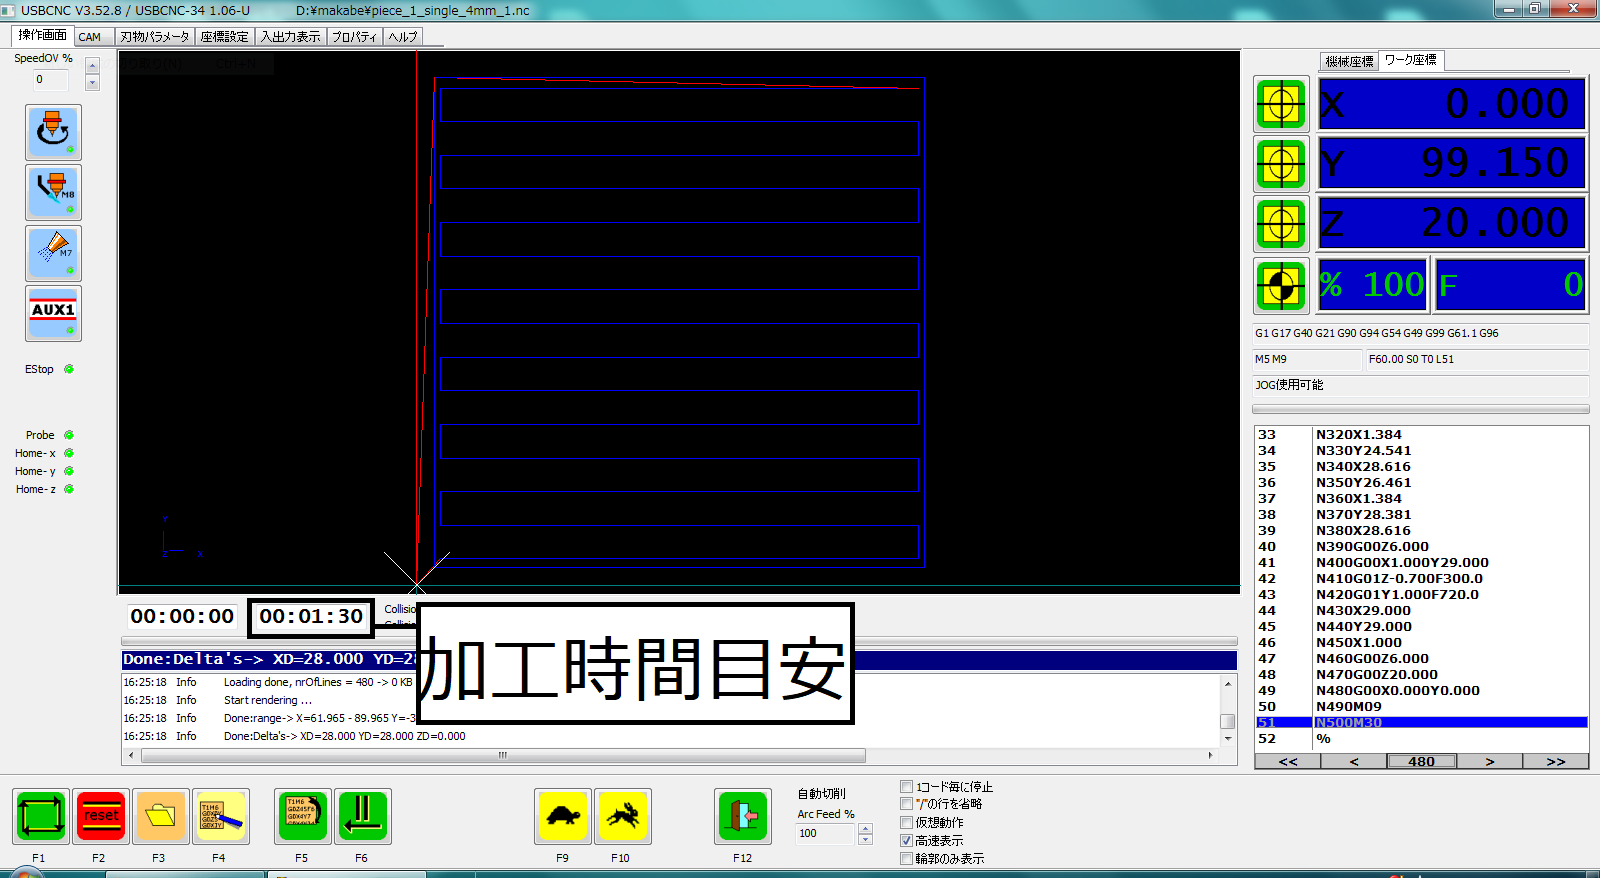 USBCNC V3.52.8 / USBCNC-34 1.06-U D:¥makabe¥piece_1_single_4mm_1.nc
操作画面 CAM 刃物パラメータ 座標設定 入出力表示 プロパティ ヘルプ
SpeedOV %
0
M8
M7
AUX1
EStop
Probe
Home- x
Home- y
Home- z
Y
Z X
00:00:00 00:01:30
Collisio
加工時間目安
Done:Delta's-> XD=28.000 YD=28
16:25:18 Info Loading done, nrOfLines = 480 -> 0 KB
16:25:18 Info Start rendering ...
16:25:18 Info Done:range-> X=61.965 - 89.965 Y=-3
16:25:18 Info Done:Delta's-> XD=28.000 YD=28.000 ZD=0.000
機械座標 ワーク座標
X 0.000
Y 99.150
Z 20.000
% 100 F 0
G1 G17 G40 G21 G90 G94 G54 G49 G99 G61.1 G96
M5 M9 F60.00 S0 T0 L51
JOG使用可能
33 N320X1.384
34 N330Y24.541
35 N340X28.616
36 N350Y26.461
37 N360X1.384
38 N370Y28.381
39 N380X28.616
40 N390G00Z6.000
41 N400G00X1.000Y29.000
42 N410G01Z-0.700F300.0
43 N420G01Y1.000F720.0
44 N430X29.000
45 N440Y29.000
46 N450X1.000
47 N460G00Z6.000
48 N470G00Z20.000
49 N480G00X0.000Y0.000
50 N490M09
51 N500M30
52 %
<< < 480 > >>
reset
T1M6
T1M6
GDZ45F6
GDX4Y7
F1 F2 F3 F4 F5 F6 F9 F10 F12
自動切削
Arc Feed %
100
1コード毎に停止
"/"の行を省略
仮想動作
高速表示
輪郭のみ表示